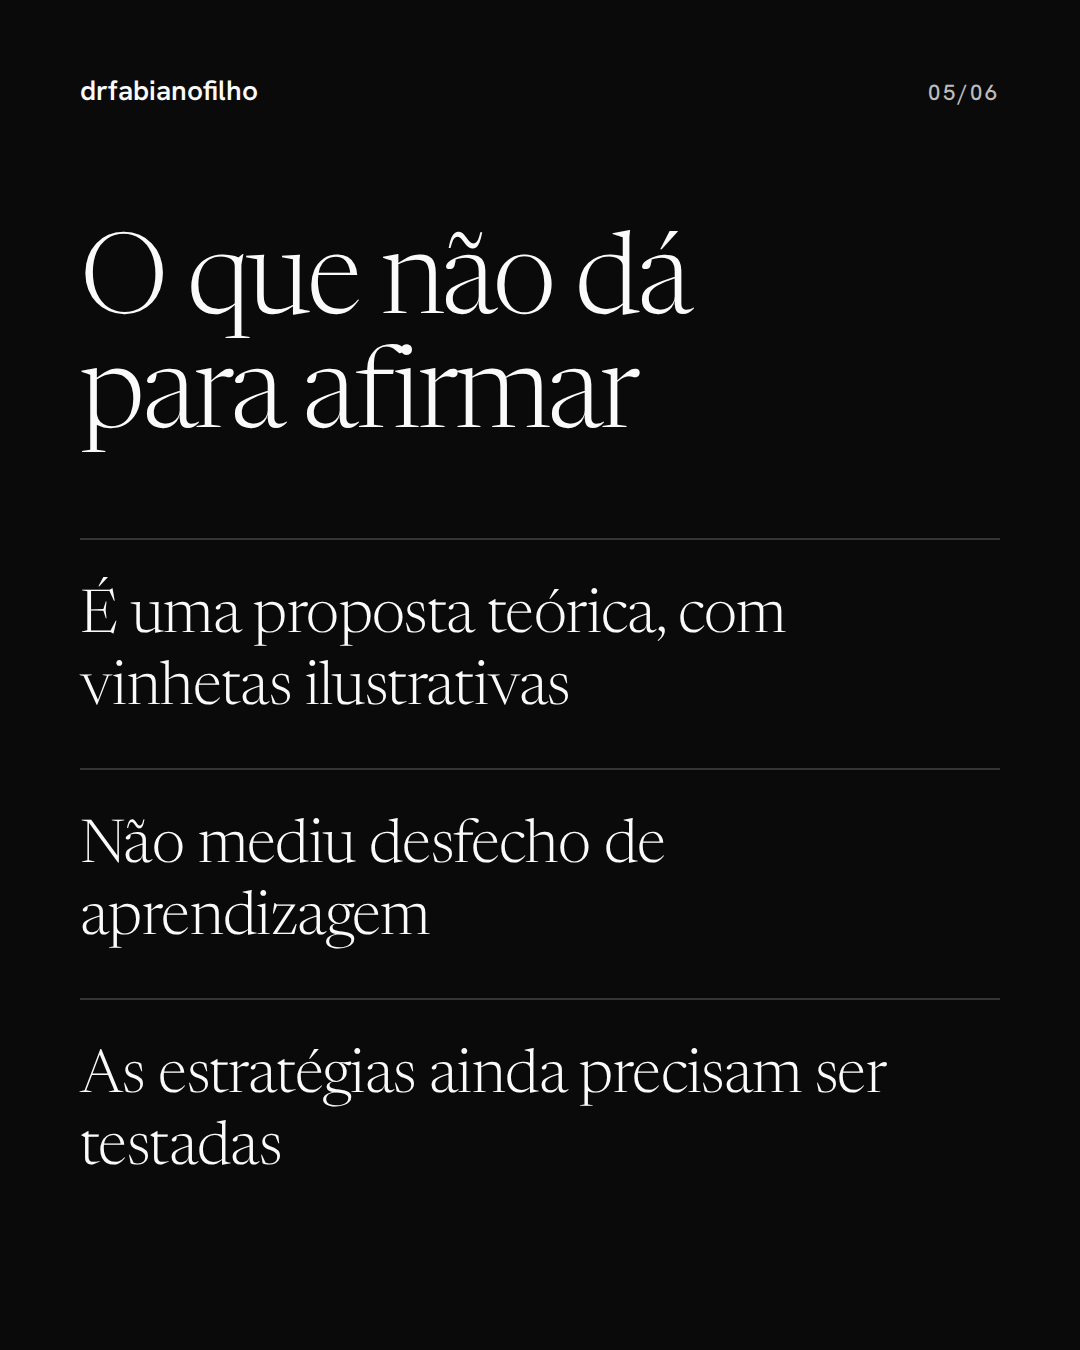 drfabianofilho
05/06
O que não dá
para afirmar
É uma proposta teórica, com
vinhetas ilustrativas
Não mediu desfecho de
aprendizagem
As estratégias ainda precisam ser
testadas